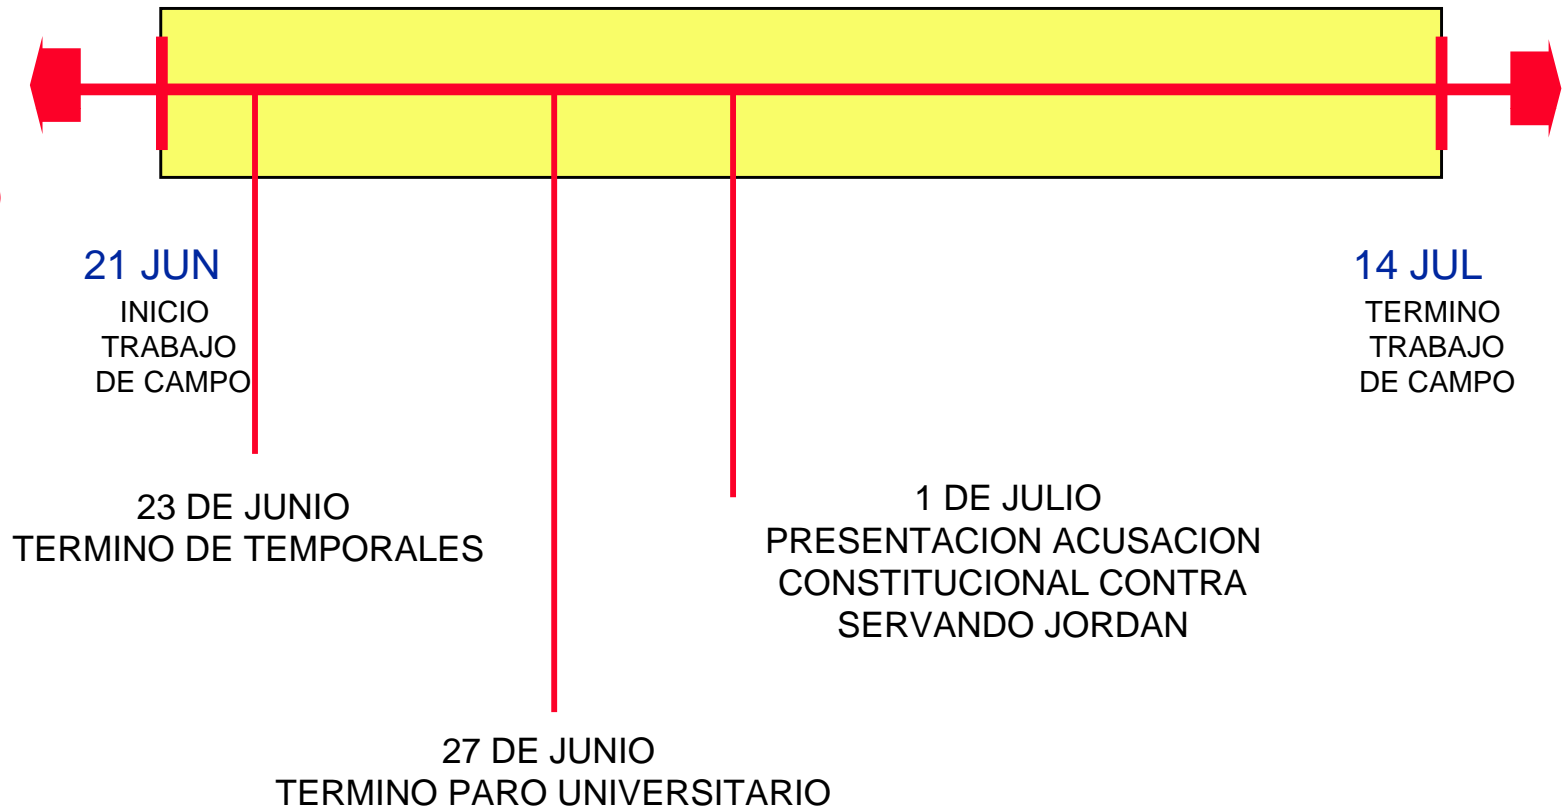 21 JUN
INICIO
TRABAJO
DE CAMPO
14 JUL
TERMINO
TRABAJO
DE CAMPO
23 DE JUNIO
TERMINO DE TEMPORALES
1 DE JULIO
PRESENTACION ACUSACION
CONSTITUCIONAL CONTRA
SERVANDO JORDAN
27 DE JUNIO
TERMINO PARO UNIVERSITARIO